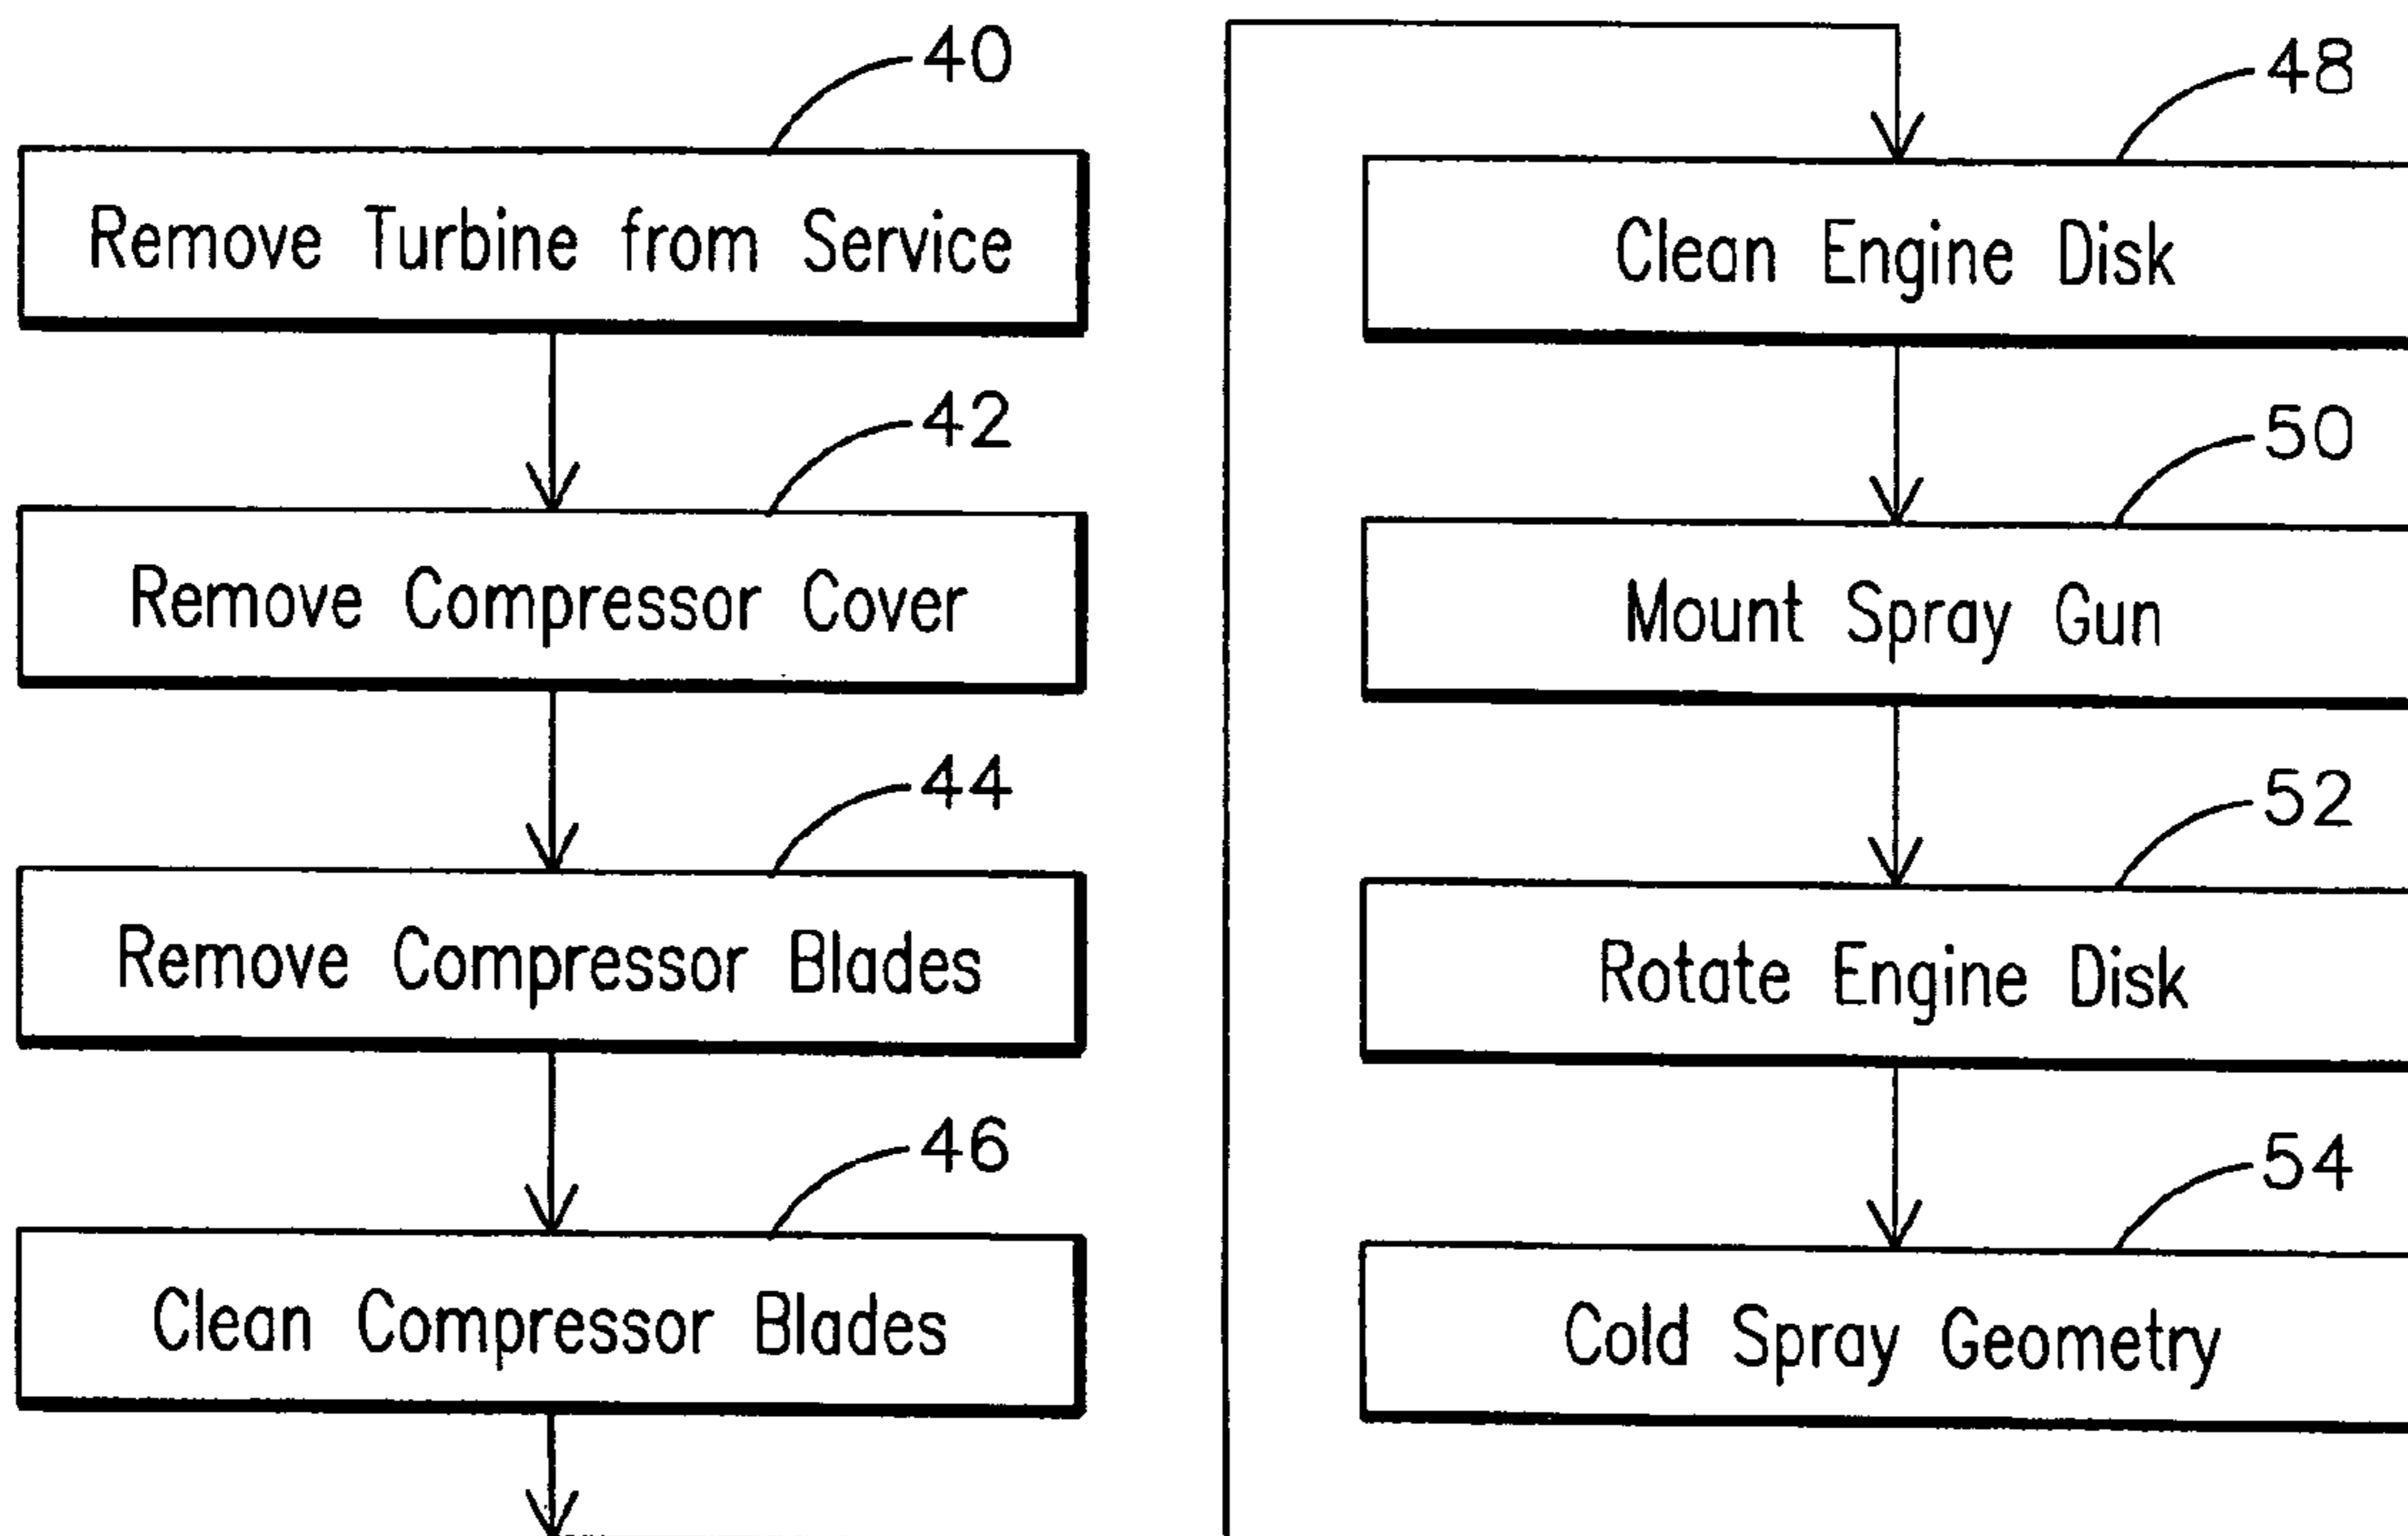 40
Remove Turbine from Service
42
Remove Compressor Cover
44
Remove Compressor Blades
46
Clean Compressor Blades
48
Clean Engine Disk
50
Mount Spray Gun
52
Rotate Engine Disk
54
Cold Spray Geometry